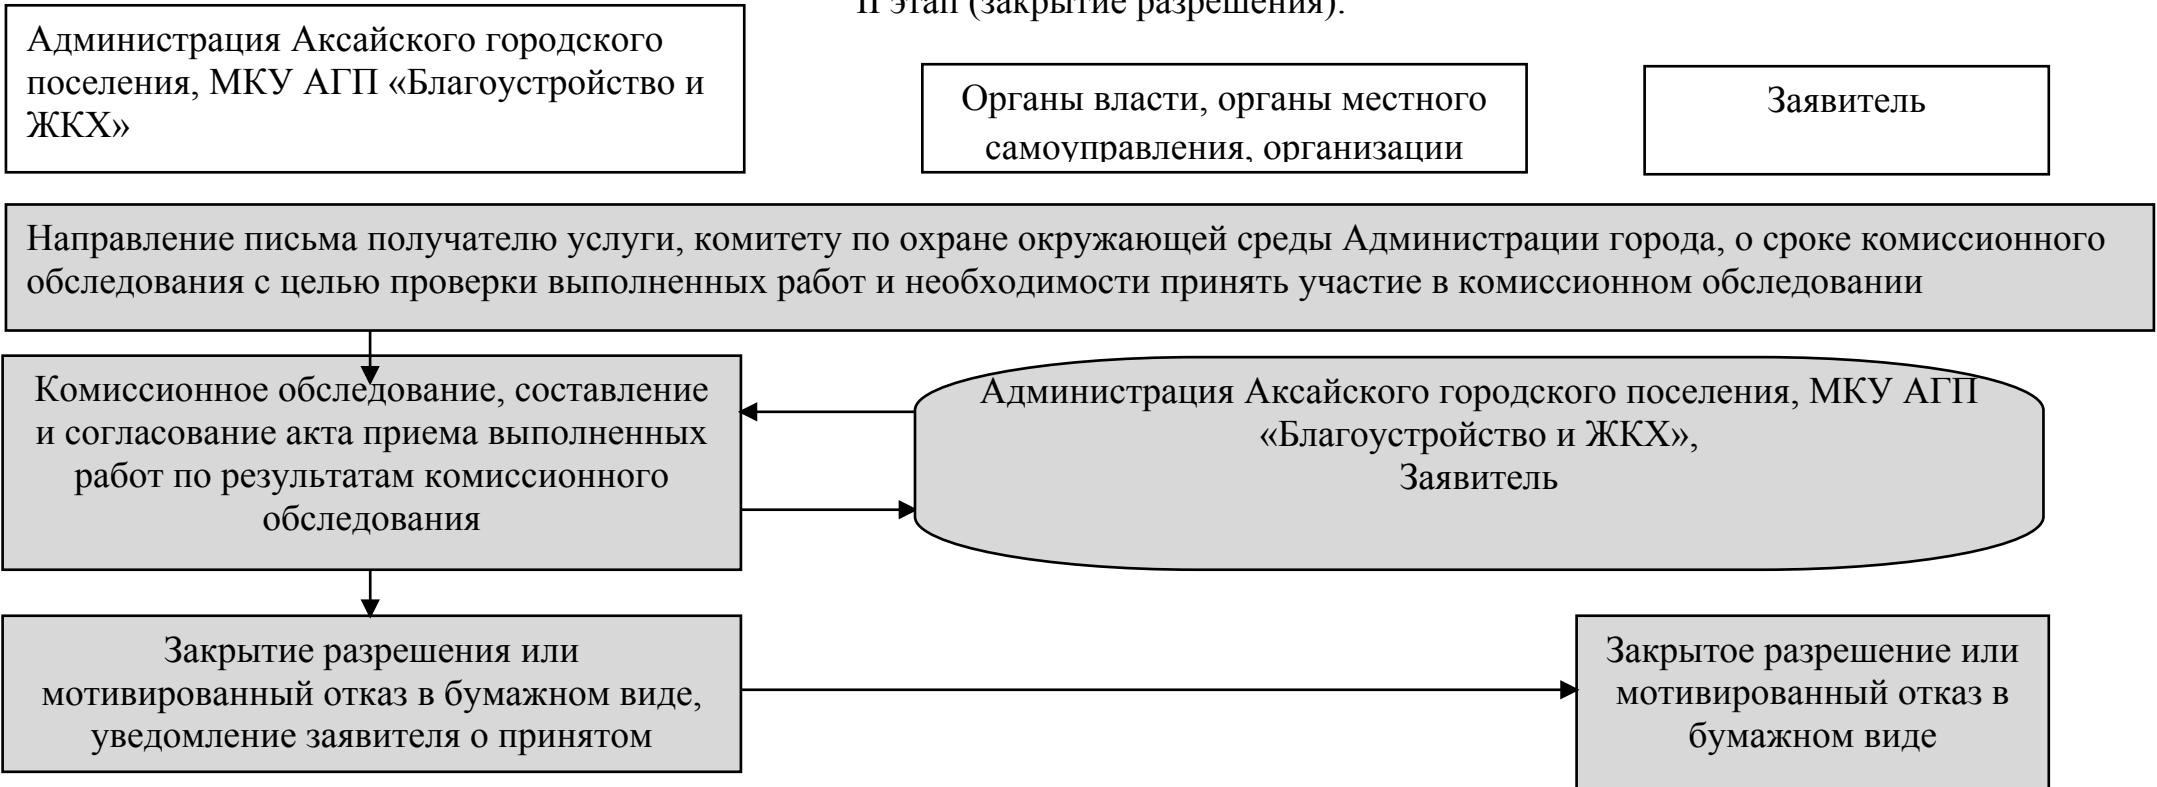 II этап (закрытие разрешения).
Администрация Аксайского городского
поселения, МКУ АГП «Благоустройство и
ЖКХ»
Органы власти, органы местного
самоуправления, организации
Заявитель
Направление письма получателю услуги, комитету по охране окружающей среды Администрации города, о сроке комиссионного
обследования с целью проверки выполненных работ и необходимости принять участие в комиссионном обследовании
Комиссионное обследование, составление
и согласование акта приема выполненных
работ по результатам комиссионного
обследования
Администрация Аксайского городского поселения, МКУ АГП
«Благоустройство и ЖКХ»,
Заявитель
Закрытие разрешения или
мотивированный отказ в бумажном виде,
уведомление заявителя о принятом
Закрытое разрешение или
мотивированный отказ в
бумажном виде